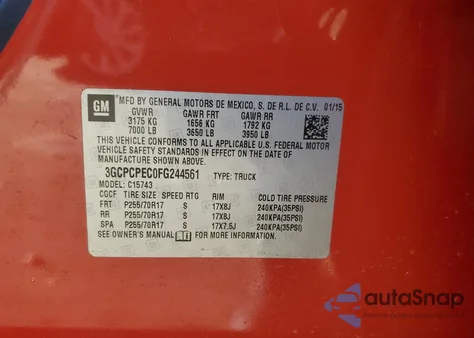 GM
*MFD BY GENERAL MOTORS DE MEXICO, S. DE R.L. DE C.V. 01/15
GVWR GAWR FRT GAWR RR
3175 KG 1656 KG 1792 KG
7000 LB 3650 LB 3950 LB
THIS VEHICLE CONFORMS TO ALL APPLICABLE U.S. FEDERAL MOTOR
VEHICLE SAFETY STANDARDS IN EFFECT ON THE DATE OF
MANUFACTURE SHOWN ABOVE.*
3GCPCPEC0FG244561 TYPE: TRUCK
MODEL: C15743
CGCT TIRE SIZE SPEED RTG RIM COLD TIRE PRESSURE
FRT P255/70R17 S 17X8J 240KPA(35PSI)
RR P255/70R17 S 17X8J 240KPA(35PSI)
SPA P255/70R17 S 17X7.5J 240KPA(35PSI)
SEE OWNER'S MANUAL FOR MORE INFORMATION.
autoSnap